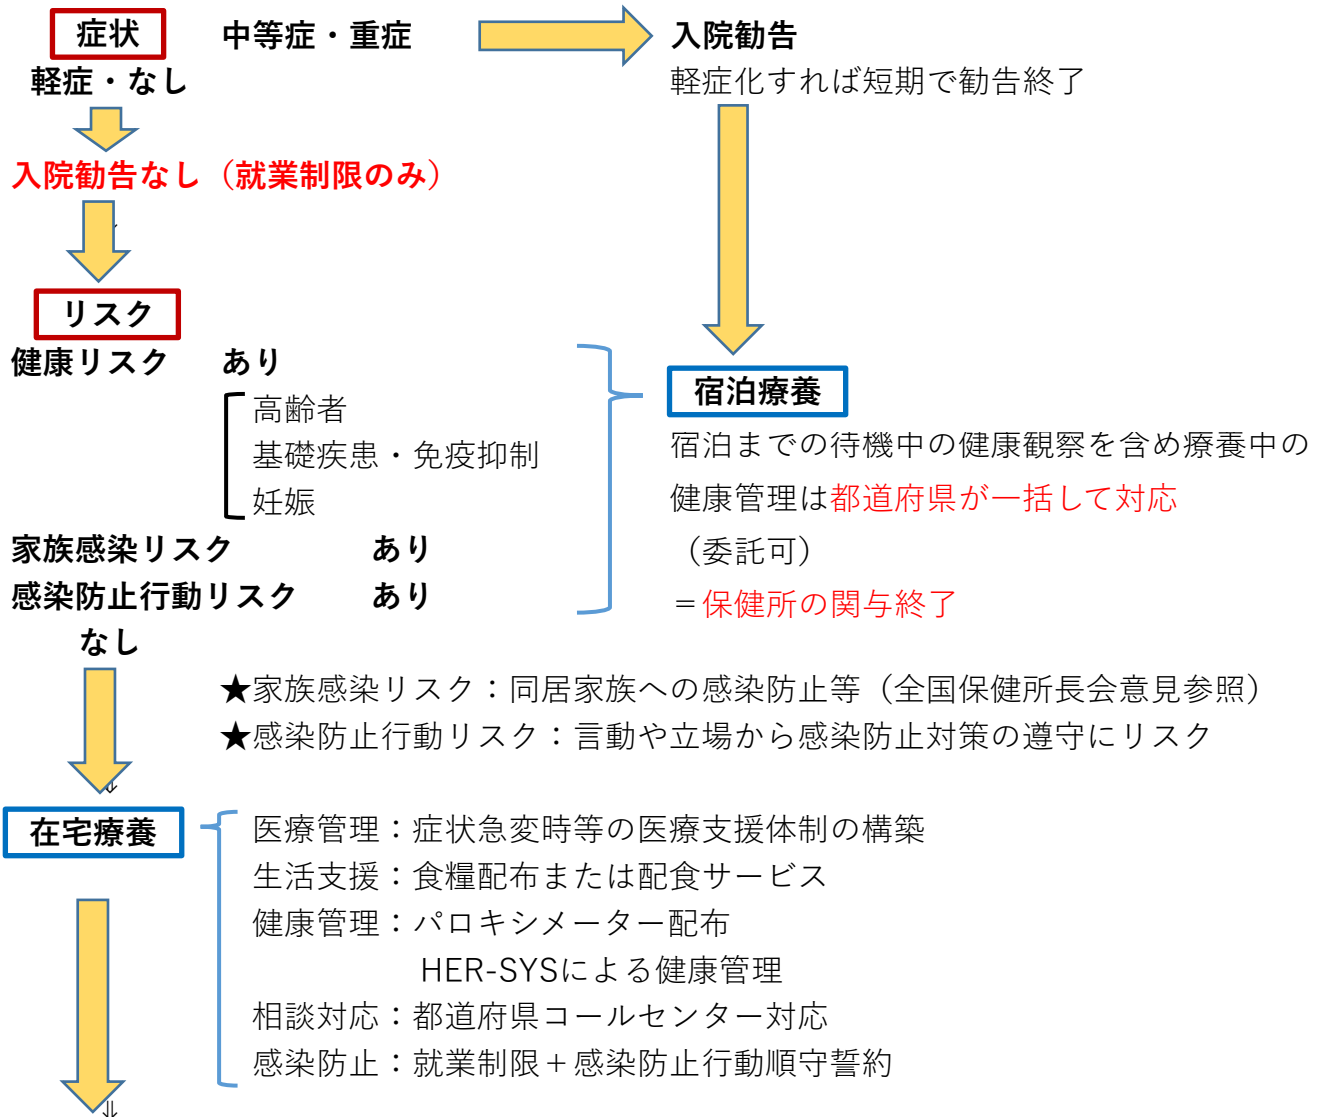 症状 中等症・重症 入院勧告
軽症・なし 軽症化すれば短期で勧告終了
入院勧告なし（就業制限のみ）
リスク
健康リスク あり
高齢者
基礎疾患・免疫抑制
妊娠
家族感染リスク あり
感染防止行動リスク あり
なし
宿泊療養
宿泊までの待機中の健康観察を含め療養中の
健康管理は都道府県が一括して対応
（委託可）
＝保健所の関与終了
★家族感染リスク：同居家族への感染防止等（全国保健所長会意見参照）
★感染防止行動リスク：言動や立場から感染防止対策の遵守にリスク
⇓
在宅療養
医療管理：症状急変時等の医療支援体制の構築
生活支援：食糧配布または配食サービス
健康管理：パロキシメーター配布
HER-SYSによる健康管理
相談対応：都道府県コールセンター対応
感染防止：就業制限＋感染防止行動順守誓約
⇓